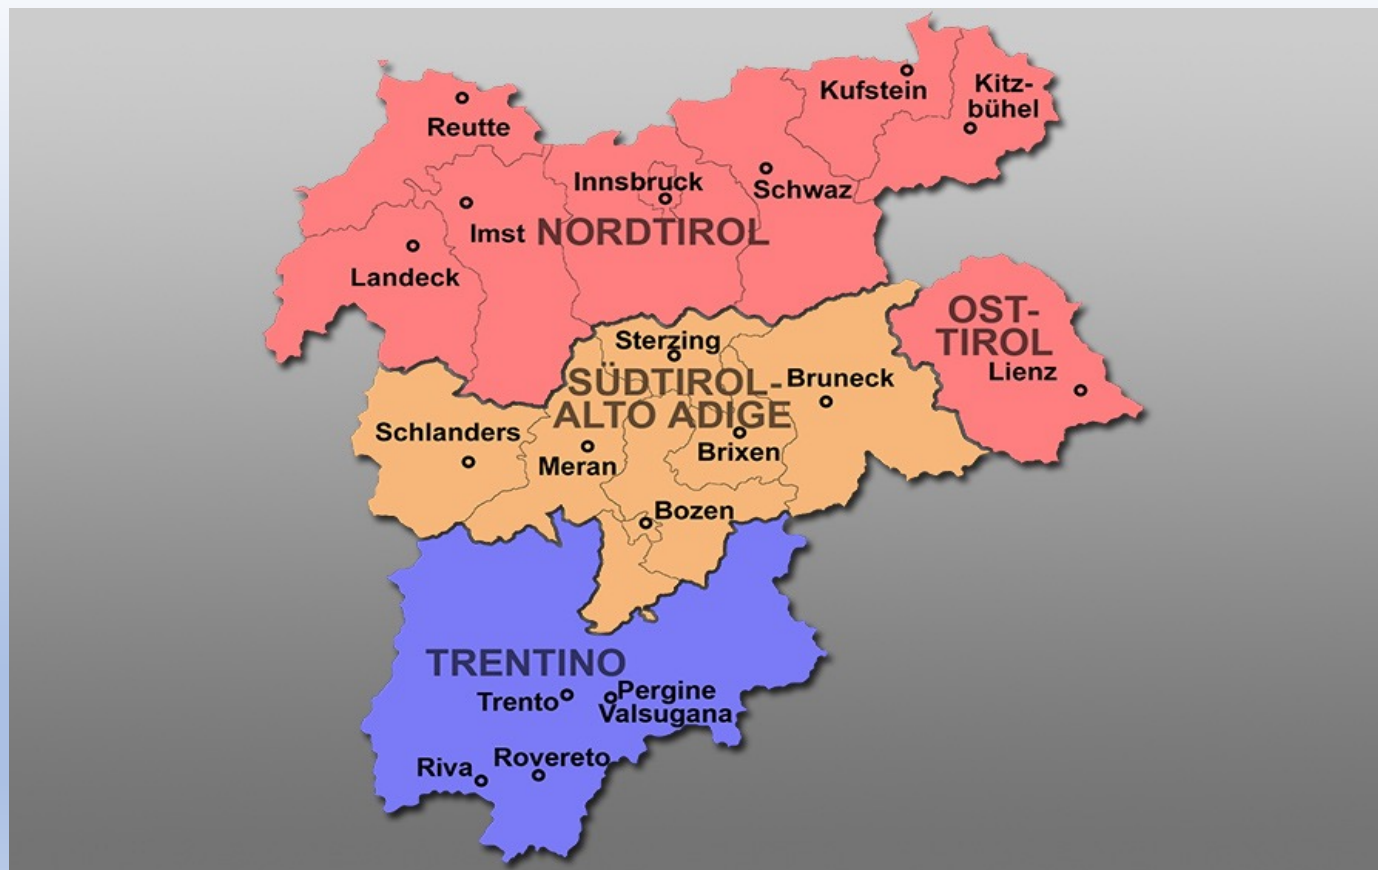 Kufstein
Kitz-
bühel
Reutte
Innsbruck
Schwaz
Imst
NORDTIROL
Landeck
OST-
TIROL
Lienz
Sterzing
SÜDTIROL-
ALTO ADIGE
Bruneck
Schlanders
Meran
Brixen
Bozen
TRENTINO
Trento
Pergine
Valsugana
Riva
Rovereto